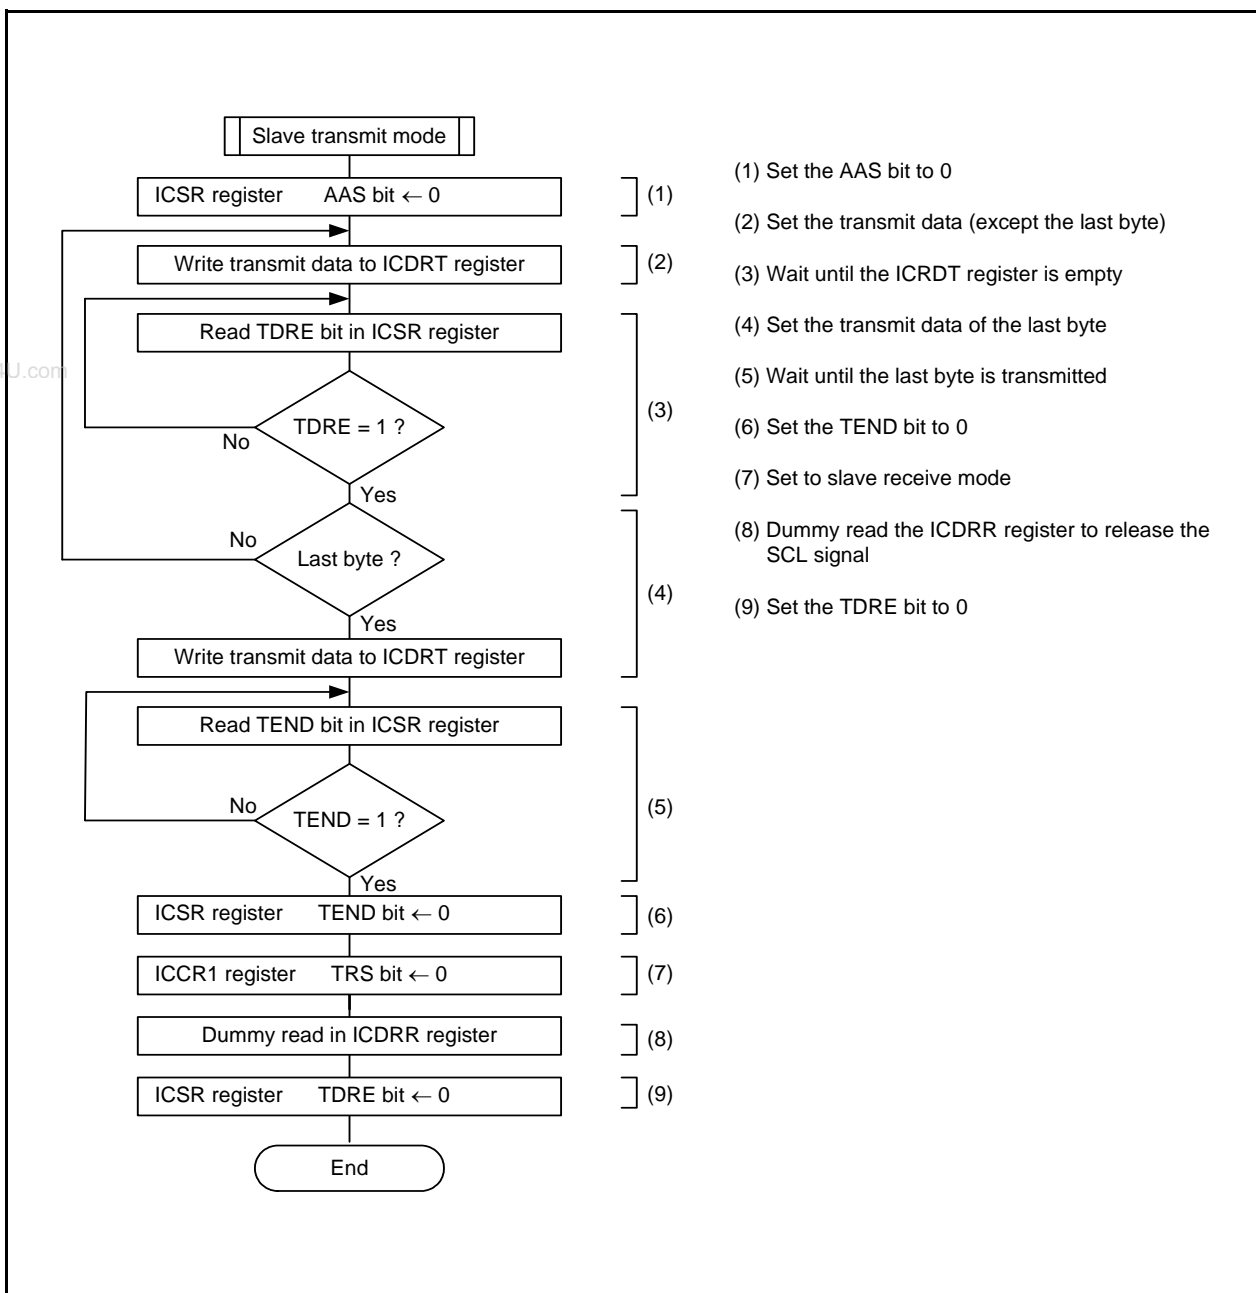 Slave transmit mode
ICSR register AAS bit ← 0
(1)
Write transmit data to ICDRT register
(2)
Read TDRE bit in ICSR register
TDRE = 1 ?
No
(3)
Yes
No
Last byte ?
(4)
Yes
Write transmit data to ICDRT register
Read TEND bit in ICSR register
No
TEND = 1 ?
(5)
Yes
ICSR register TEND bit ← 0
(6)
ICCR1 register TRS bit ← 0
(7)
Dummy read in ICDRR register
(8)
ICSR register TDRE bit ← 0
(9)
End
(1) Set the AAS bit to 0
(2) Set the transmit data (except the last byte)
(3) Wait until the ICRDT register is empty
(4) Set the transmit data of the last byte
(5) Wait until the last byte is transmitted
(6) Set the TEND bit to 0
(7) Set to slave receive mode
(8) Dummy read the ICDRR register to release the
SCL signal
(9) Set the TDRE bit to 0
U.com